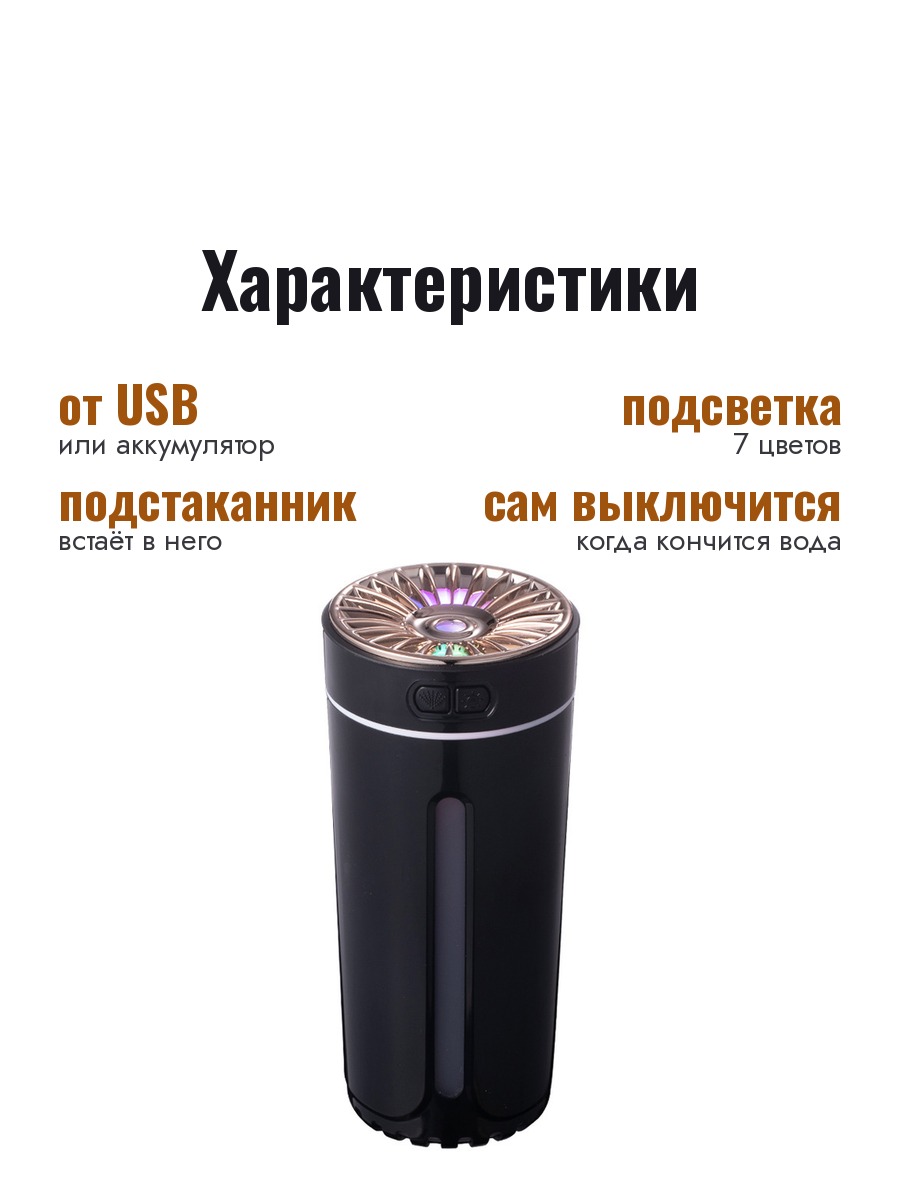 Характеристики
от USB
или аккумулятор
подсветка
7 цветов
подстаканник
встаёт в него
сам выключится
когда кончится вода